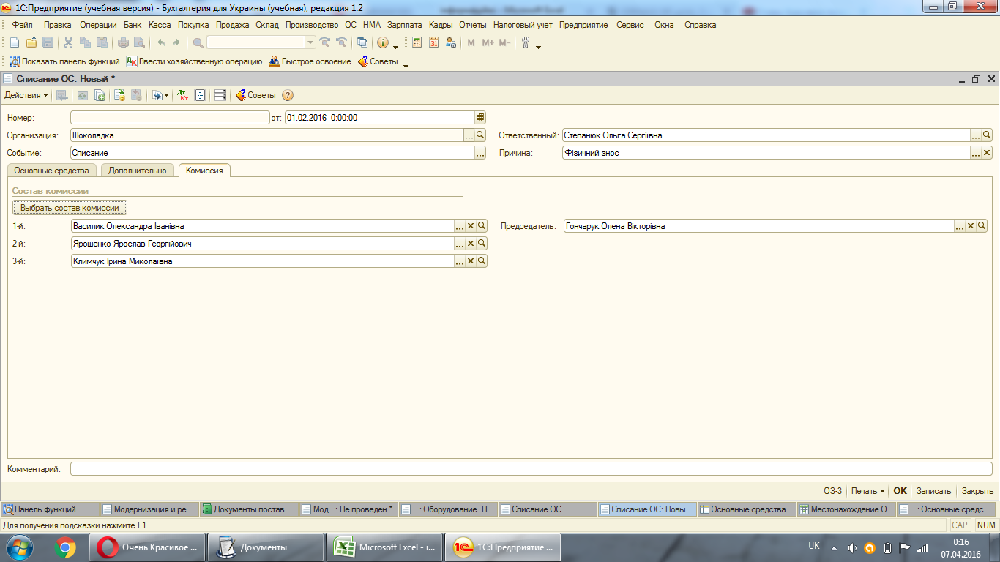 1С:Предприятие (учебная версия) - Бухгалтерия для Украины (учебная), редакция 1.2
Файл Правка Операции Банк Касса Покупка Продажа Склад Производство ОС НМА Зарплата Кадры Отчеты Налоговый учет Предприятие Сервис Окна Справка
M M+ M-
Показать панель функций Ввести хозяйственную операцию Быстрое освоение Советы
Списание ОС: Новый *
Действия Советы
Номер: от: 01.02.2016 0:00:00
Организация: Шоколадка Ответственный: Степанюк Ольга Сергіївна
Событие: Списание Причина: Фізичний знос
Основные средства Дополнительно Комиссия
Состав комиссии
Выбрать состав комиссии
1-й: Василик Олександра Іванівна Председатель: Гончарук Олена Вікторівна
2-й: Ярошенко Ярослав Георгійович
3-й: Климчук Ірина Миколаївна
Комментарий:
ОЗ-3 Печать OK Записать Закрыть
Панель функций Модернизация и ре... Документы постав... Мод...: Не проведен * ...: Оборудование. П... Списание ОС Списание ОС: Новы... Основные средства Местонахождение О... ...: Основные средс...
Для получения подсказки нажмите F1 CAP NUM
Очень Красивое ... Документы Microsoft Excel - i... 1С:Предприятие ... UK 0:16
07.04.2016